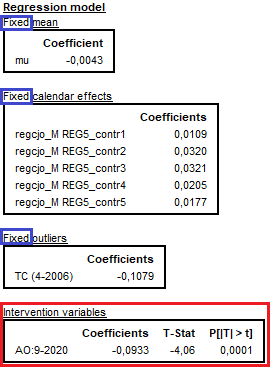 Regression model
Fixed mean
Coefficient
mu -0,0043
Fixed calendar effects
Coefficients
regcjo_M REG5_contr1 0,0109
regcjo_M REG5_contr2 0,0320
regcjo_M REG5_contr3 0,0321
regcjo_M REG5_contr4 0,0205
regcjo_M REG5_contr5 0,0177
Fixed outliers
Coefficients
TC (4-2006) -0,1079
Intervention variables
Coefficients T-Stat P[|T| > t]
AO:9-2020 -0,0933 -4,06 0,0001